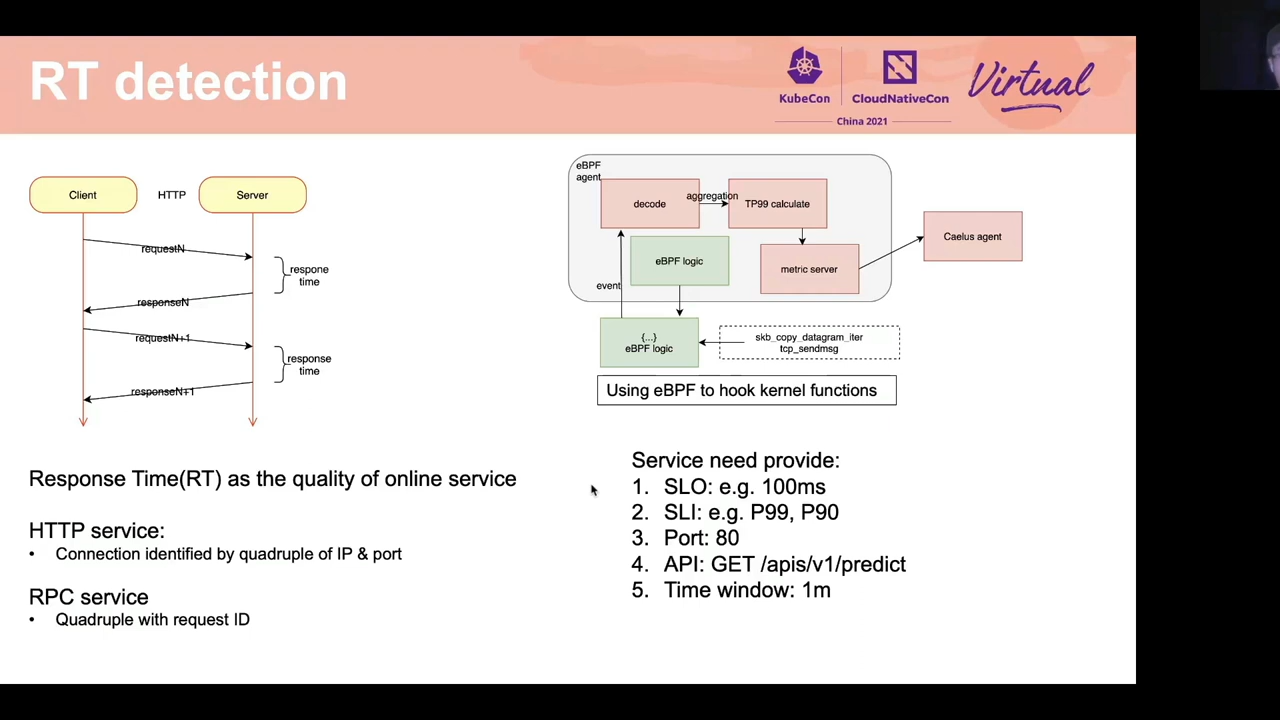 RT detection
KubeCon
CloudNativeCon
Virtual
China 2021
Client
HTTP
Server
requestN
respone
time
responseN
requestN+1
response
time
responseN+1
eBPF
agent
decode
aggregation
TP99 calculate
eBPF logic
metric server
Caelus agent
event
{...}
eBPF logic
skb_copy_datagram_iter
tcp_sendmsg
Using eBPF to hook kernel functions
Response Time(RT) as the quality of online service
HTTP service:
• Connection identified by quadruple of IP & port
RPC service
• Quadruple with request ID
Service need provide:
1. SLO: e.g. 100ms
2. SLI: e.g. P99, P90
3. Port: 80
4. API: GET /apis/v1/predict
5. Time window: 1m